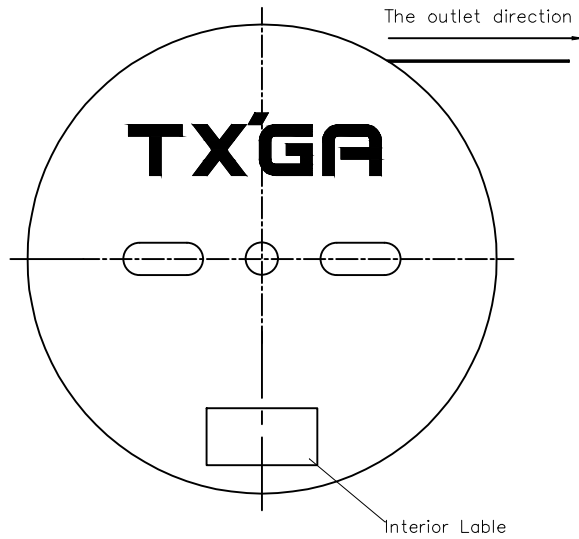 The outlet direction
TX'GA
Interior Lable